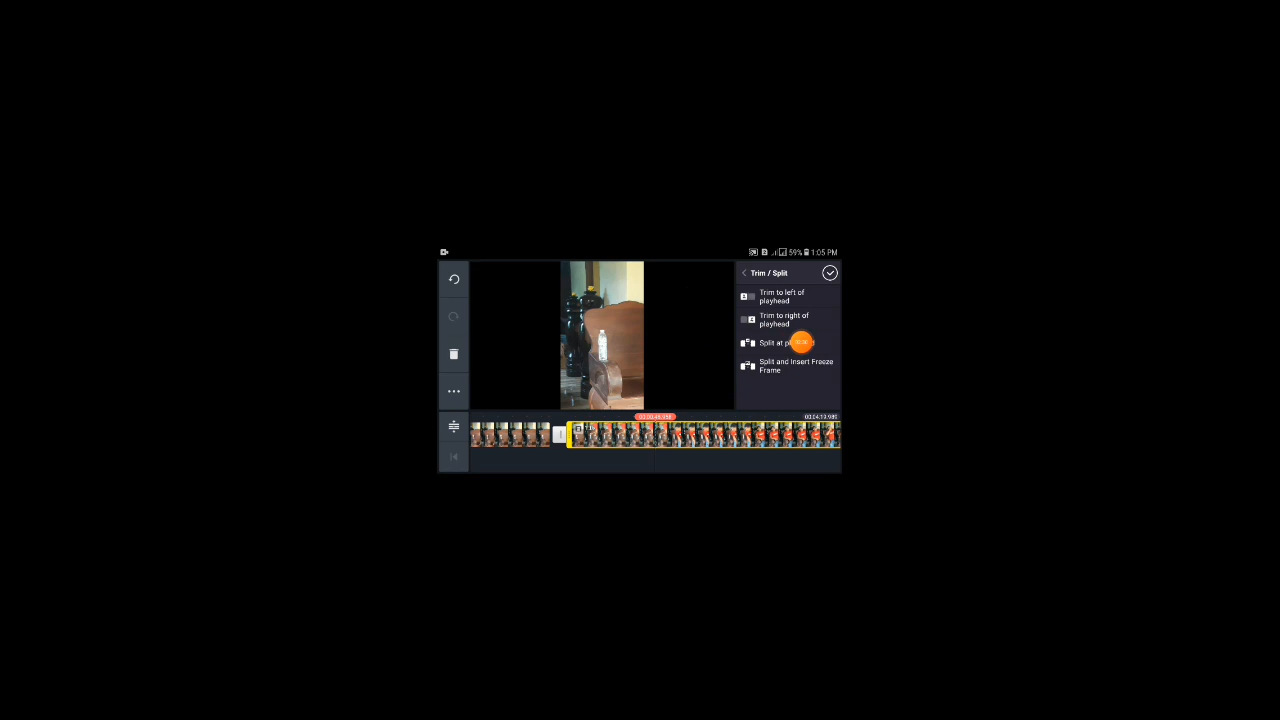 59% 1:05 PM
Trim / Split
Trim to left of
playhead
Trim to right of
playhead
Split at
Split and Insert Freeze
Frame